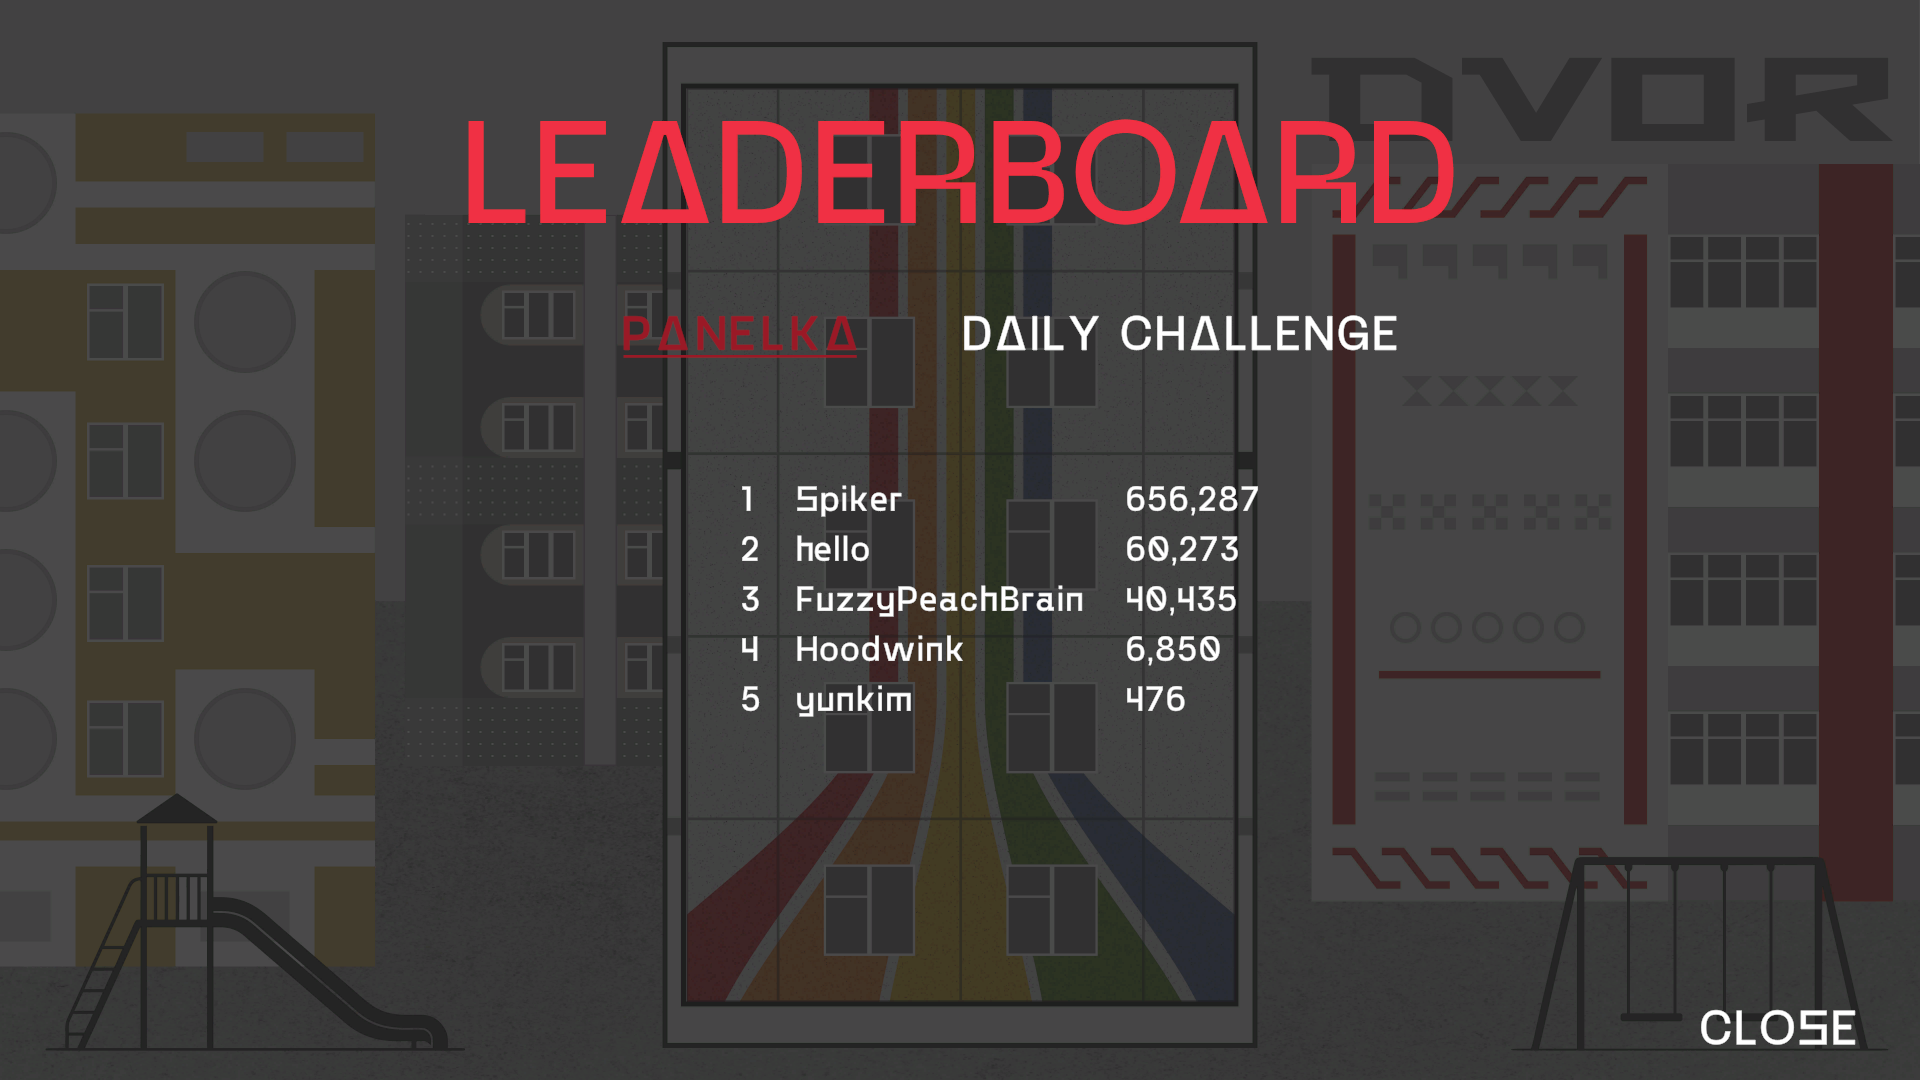 DVOR
LEADERBOARD
PANELKA DAILY CHALLENGE
1 Spiker 656,287
2 hello 60,273
3 FuzzyPeachBrain 40,435
4 Hoodwink 6,850
5 yunkim 476
CLOSE